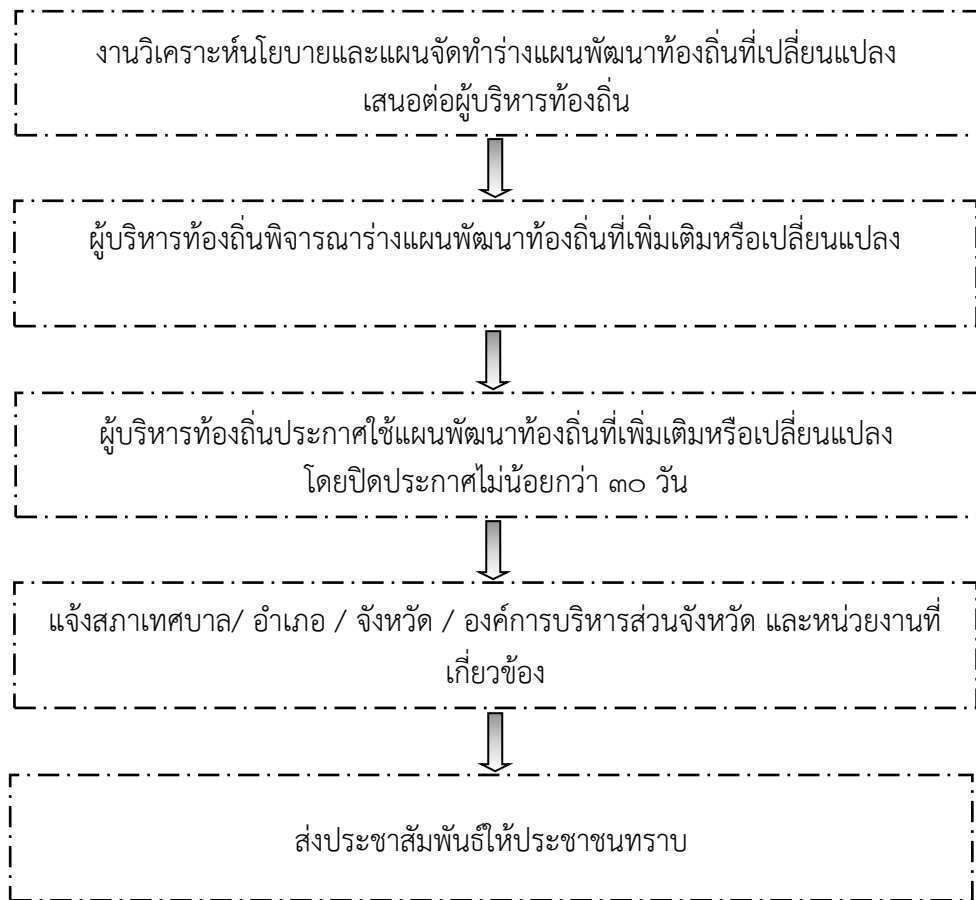 งานวิเคราะห์นโยบายและแผนจัดทำร่างแผนพัฒนาท้องถิ่นที่เปลี่ยนแปลง
เสนอต่อผู้บริหารท้องถิ่น
ผู้บริหารท้องถิ่นพิจารณาร่างแผนพัฒนาท้องถิ่นที่เพิ่มเติมหรือเปลี่ยนแปลง
ผู้บริหารท้องถิ่นประกาศใช้แผนพัฒนาท้องถิ่นที่เพิ่มเติมหรือเปลี่ยนแปลง
โดยปิดประกาศไม่น้อยกว่า ๓๐ วัน
แจ้งสภาเทศบาล/ อำเภอ / จังหวัด / องค์การบริหารส่วนจังหวัด และหน่วยงานที่
เกี่ยวข้อง
ส่งประชาสัมพันธ์ให้ประชาชนทราบ